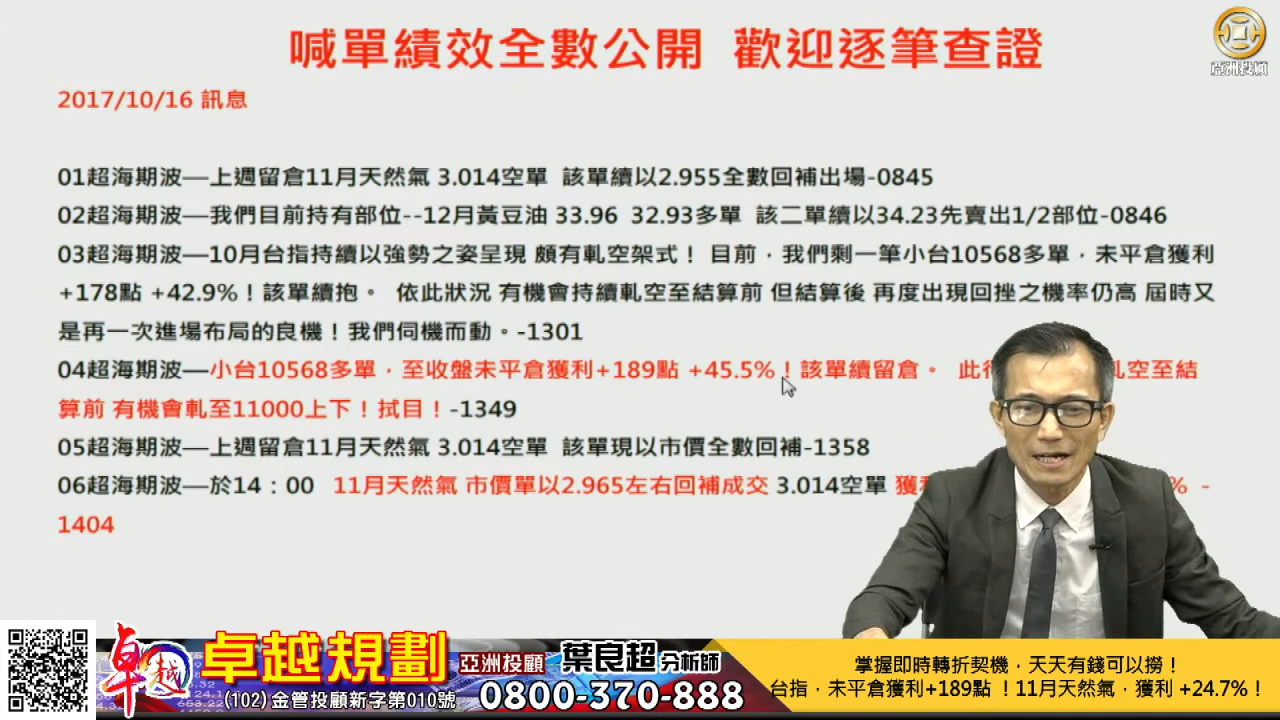 喊單績效全數公開 歡迎逐筆查證
亞洲投顧
2017/10/16 訊息
01超海期波—上週留倉11月天然氣 3.014空單 該單續以2.955全數回補出場-0845
02超海期波—我們目前持有部位--12月黃豆油 33.96 32.93多單 該二單續以34.23先賣出1/2部位-0846
03超海期波—10月台指持續以強勢之姿呈現 頗有軋空架式！ 目前，我們剩一筆小台10568多單，未平倉獲利
+178點 +42.9%！該單續抱。 依此狀況 有機會持續軋空至結算前 但結算後 再度出現回挫之機率仍高 屆時又
是再一次進場布局的良機！我們伺機而動。-1301
04超海期波—小台10568多單，至收盤未平倉獲利+189點 +45.5%！該單續留倉。 此 軋空至結
算前 有機會軋至11000上下！拭目！-1349
05超海期波—上週留倉11月天然氣 3.014空單 該單現以市價全數回補-1358
06超海期波—於14：00 11月天然氣 市價單以2.965左右回補成交 3.014空單 獲 % -
1404
卓越
卓越規劃
(102)金管投顧新字第010號
亞洲投顧 葉良超 分析師
0800-370-888
掌握即時轉折契機，天天有錢可以撈！
台指，未平倉獲利+189點 ！11月天然氣，獲利 +24.7%！